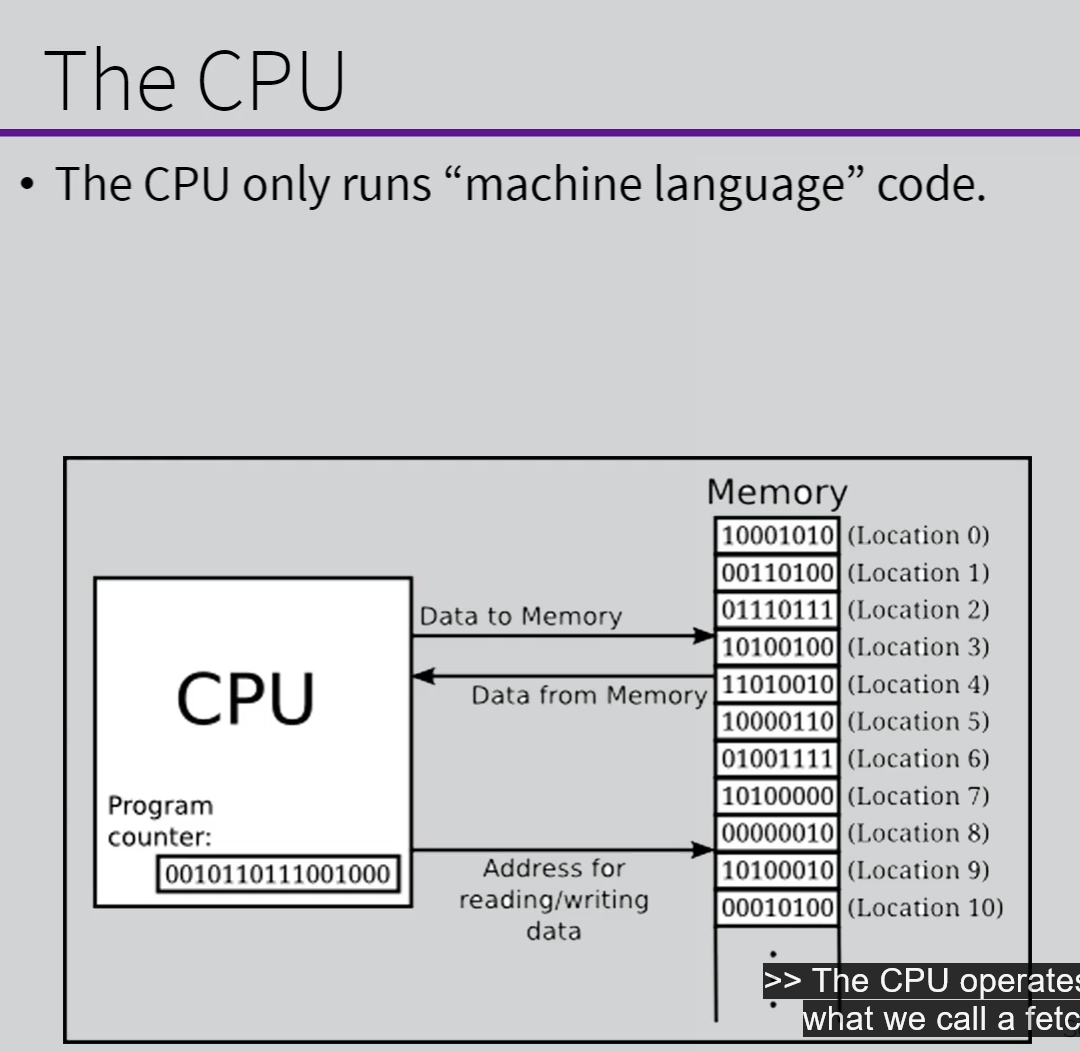 The CPU
• The CPU only runs “machine language” code.
Memory
10001010 (Location 0)
00110100 (Location 1)
01110111 (Location 2)
10100100 (Location 3)
11010010 (Location 4)
10000110 (Location 5)
01001111 (Location 6)
10100000 (Location 7)
00000010 (Location 8)
10100010 (Location 9)
00010100 (Location 10)
Data to Memory
Data from Memory
CPU
Program
counter:
0010110111001000
Address for
reading/writing
data
>> The CPU operates
what we call a fetc